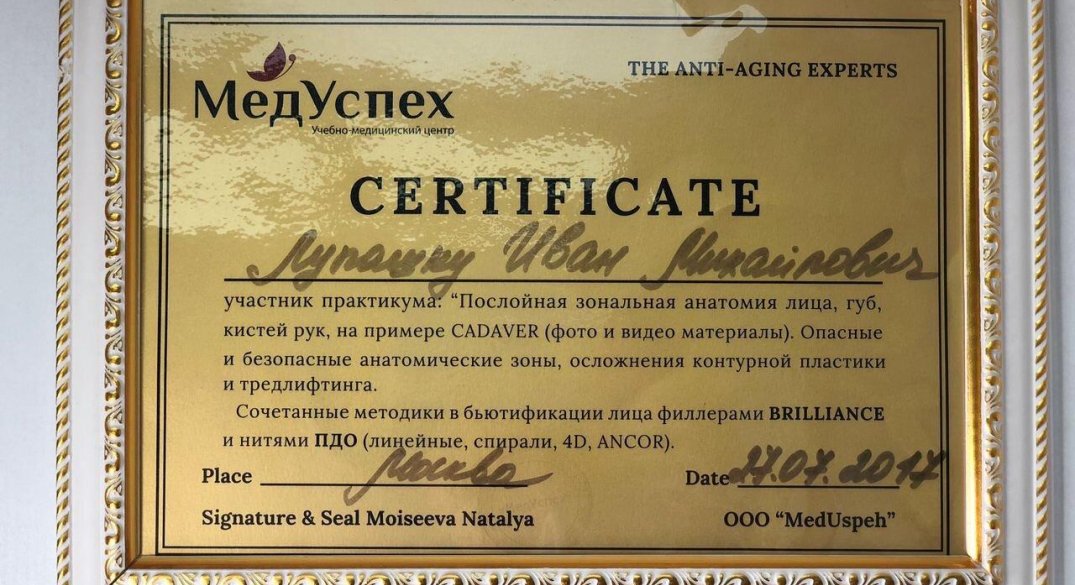 МедУспех
Учебно-медицинский центр
THE ANTI-AGING EXPERTS
CERTIFICATE
Лупашку Иван Михайлович
участник практикума: “Послойная зональная анатомия лица, губ,
кистей рук, на примере CADAVER (фото и видео материалы). Опасные
и безопасные анатомические зоны, осложнения контурной пластики
и тредлифтинга.
Сочетанные методики в бьютификации лица филлерами BRILLIANCE
и нитями ПДО (линейные, спирали, 4D, ANCOR).
Place Москва Date 27.07.2017
Signature & Seal Moiseeva Natalya ООО “MedUspeh”